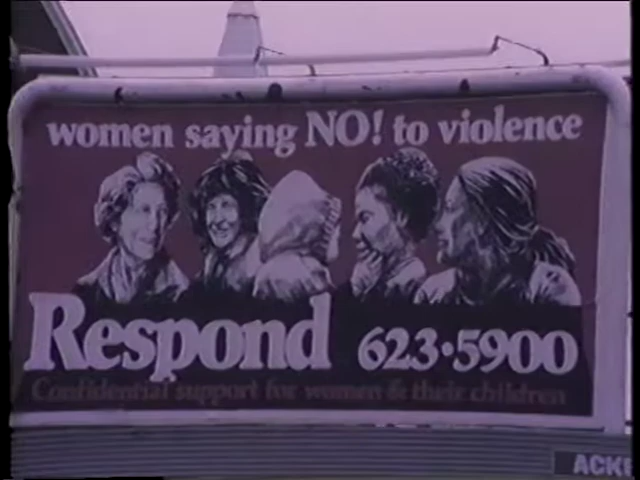 women saying NO! to violence
Respond 623·5900
Confidential support for women & their children
ACKE